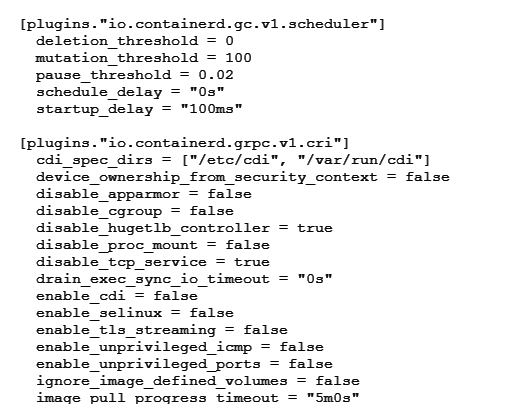 [plugins."io.containerd.gc.v1.scheduler"]
deletion_threshold = 0
mutation_threshold = 100
pause_threshold = 0.02
schedule_delay = "0s"
startup_delay = "100ms"
[plugins."io.containerd.grpc.v1.cri"]
cdi_spec_dirs = ["/etc/cdi", "/var/run/cdi"]
device_ownership_from_security_context = false
disable_apparmor = false
disable_cgroup = false
disable_hugetlb_controller = true
disable_proc_mount = false
disable_tcp_service = true
drain_exec_sync_io_timeout = "0s"
enable_cdi = false
enable_selinux = false
enable_tls_streaming = false
enable_unprivileged_icmp = false
enable_unprivileged_ports = false
ignore_image_defined_volumes = false
image_pull_progress_timeout = "5m0s"